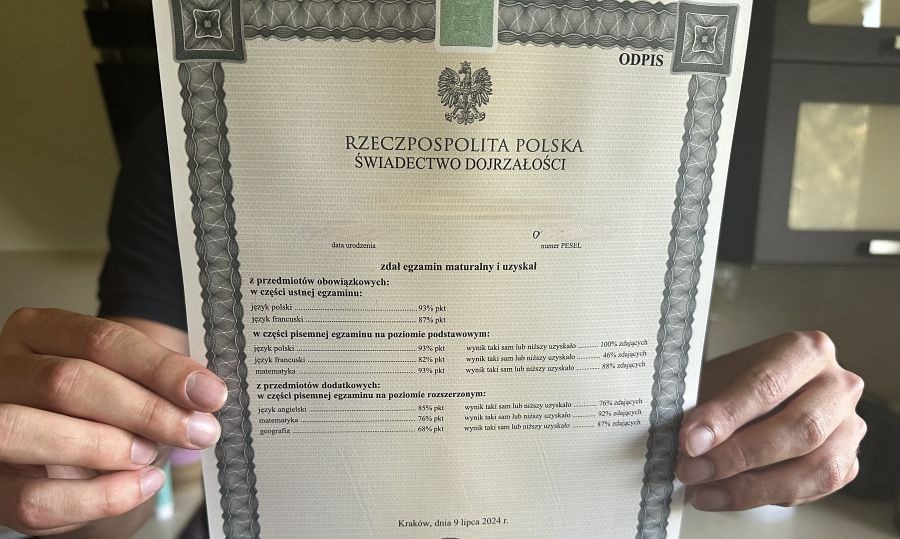 ODPIS
RZECZPOSPOLITA POLSKA
ŚWIADECTWO DOJRZAŁOŚCI
0
data urodzenia numer PESEL
zdał egzamin maturalny i uzyskał
z przedmiotów obowiązkowych:
w części ustnej egzaminu:
język polski ........ 93% pkt
język francuski ........ 87% pkt
w części pisemnej egzaminu na poziomie podstawowym:
język polski ........ 93% pkt wynik taki sam lub niższy uzyskało ........ 100% zdających
język francuski ........ 82% pkt wynik taki sam lub niższy uzyskało ........ 46% zdających
matematyka ........ 93% pkt wynik taki sam lub niższy uzyskało ........ 88% zdających
z przedmiotów dodatkowych:
w części pisemnej egzaminu na poziomie rozszerzonym:
język angielski ........ 85% pkt wynik taki sam lub niższy uzyskało ........ 76% zdających
matematyka ........ 76% pkt wynik taki sam lub niższy uzyskało ........ 92% zdających
geografia ........ 68% pkt wynik taki sam lub niższy uzyskało ........ 87% zdających
Kraków, dnia 9 lipca 2024 r.